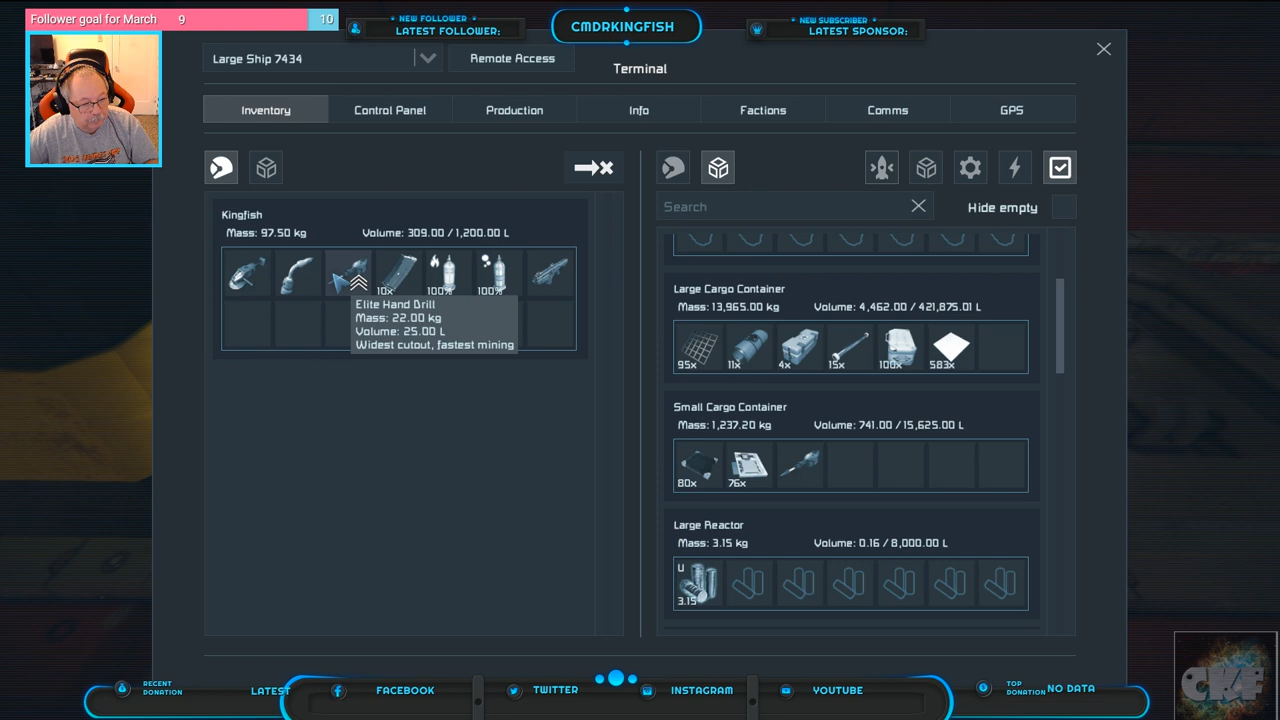 Follower goal for March 9 10
NEW FOLLOWER
LATEST FOLLOWER:
CMDRKINGFISH
NEW SUBSCRIBER
LATEST SPONSOR:
Large Ship 7434
Remote Access
Terminal
Inventory
Control Panel
Production
Info
Factions
Comms
GPS
Search
Hide empty
Kingfish
Mass: 97.50 kg Volume: 309.00 / 1,200.00 L
10x 100% 100%
Elite Hand Drill
Mass: 22.00 kg
Volume: 25.00 L
Widest cutout, fastest mining
Large Cargo Container
Mass: 13,965.00 kg Volume: 4,462.00 / 421,875.01 L
95x 11x 4x 15x 100x 583x
Small Cargo Container
Mass: 1,237.20 kg Volume: 741.00 / 15,625.00 L
80x 76x
Large Reactor
Mass: 3.15 kg Volume: 0.16 / 8,000.00 L
U
3.15
RECENT
DONATION
LATEST
FACEBOOK
TWITTER
INSTAGRAM
YOUTUBE
TOP
DONATION
NO DATA
CKF